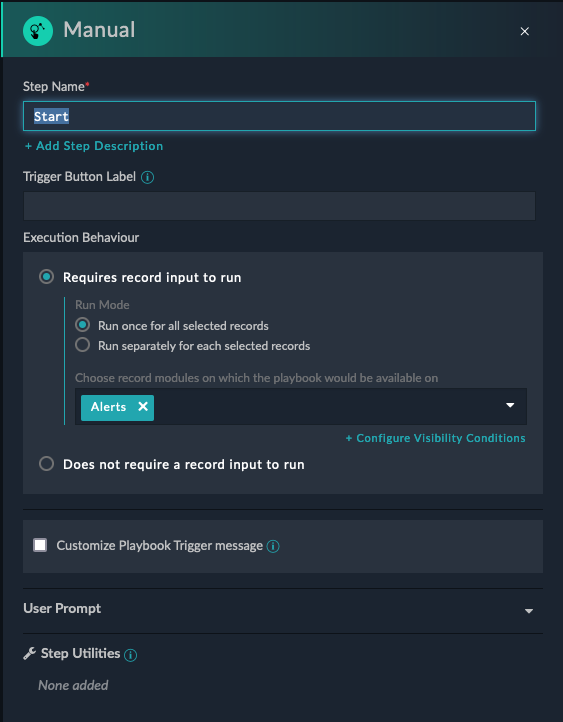 Manual
Step Name*
Start
+ Add Step Description
Trigger Button Label
Execution Behaviour
Requires record input to run
Run Mode
Run once for all selected records
Run separately for each selected records
Choose record modules on which the playbook would be available on
Alerts
+ Configure Visibility Conditions
Does not require a record input to run
Customize Playbook Trigger message
User Prompt
Step Utilities
None added